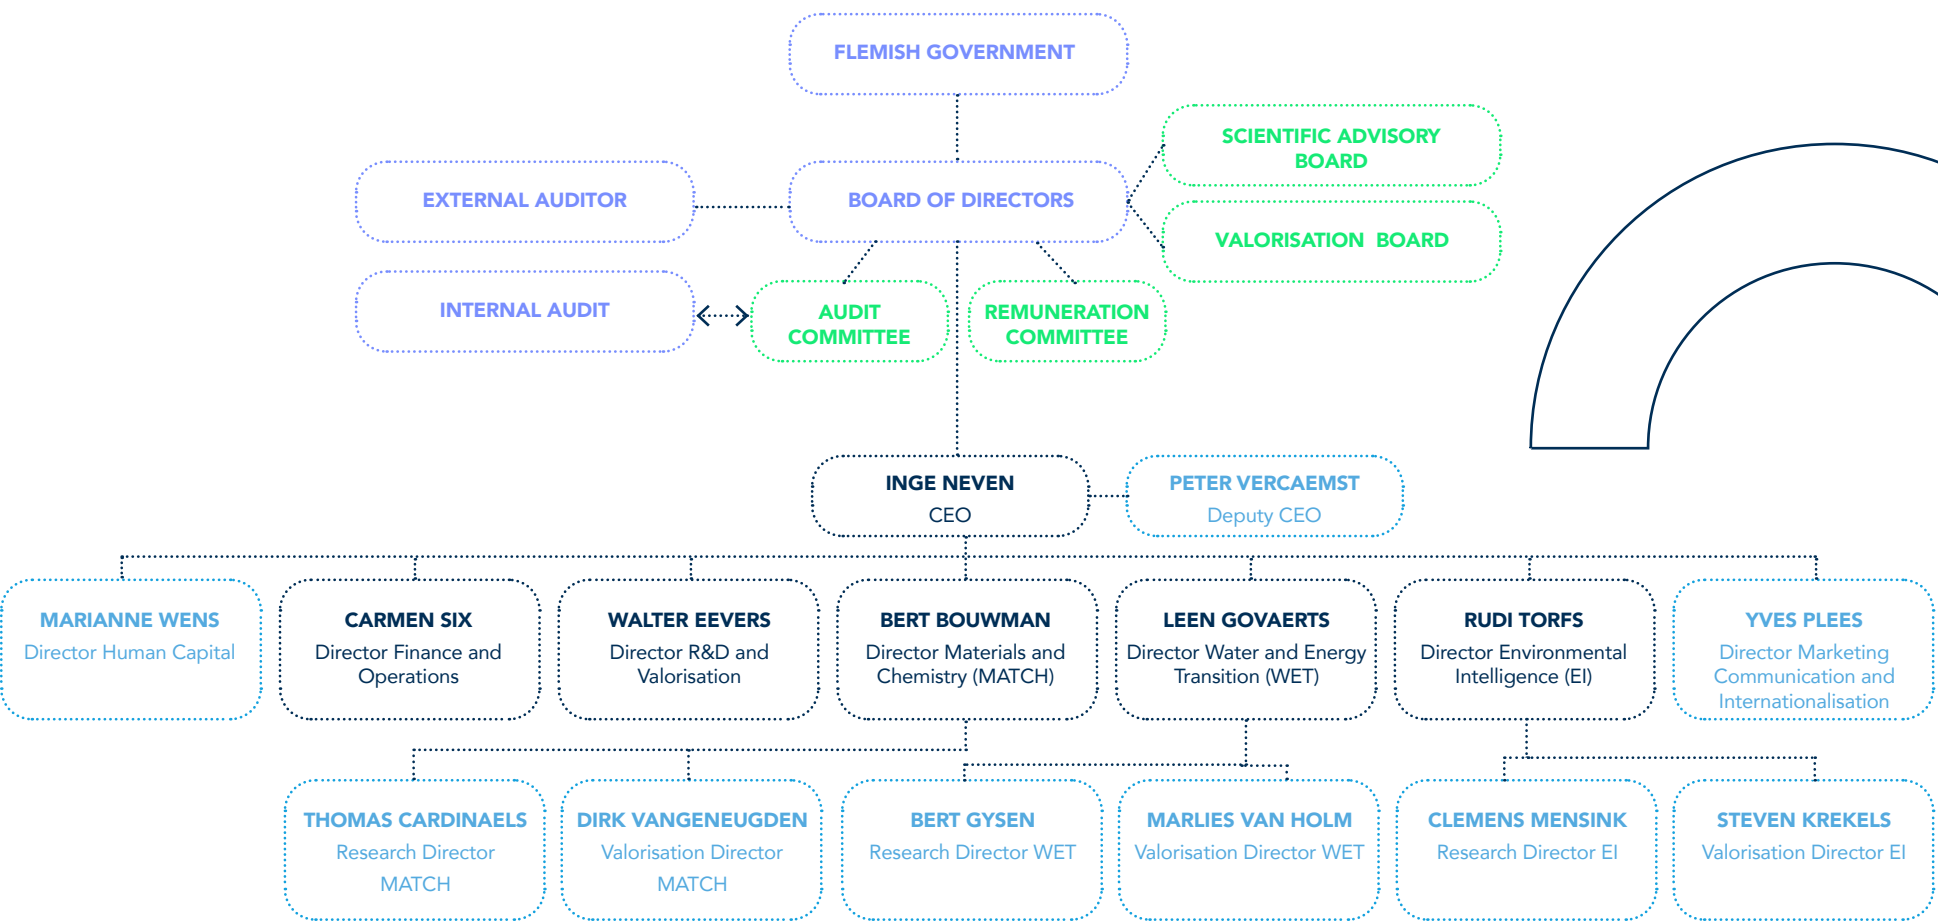 FLEMISH GOVERNMENT
SCIENTIFIC ADVISORY
BOARD
EXTERNAL AUDITOR
BOARD OF DIRECTORS
VALORISATION BOARD
INTERNAL AUDIT
AUDIT
COMMITTEE
REMUNERATION
COMMITTEE
INGE NEVEN
CEO
PETER VERCAEMST
Deputy CEO
MARIANNE WENS
Director Human Capital
CARMEN SIX
Director Finance and
Operations
WALTER EEVERS
Director R&D and
Valorisation
BERT BOUWMAN
Director Materials and
Chemistry (MATCH)
LEEN GOVAERTS
Director Water and Energy
Transition (WET)
RUDI TORFS
Director Environmental
Intelligence (EI)
YVES PLEES
Director Marketing
Communication and
Internationalisation
THOMAS CARDINAELS
Research Director
MATCH
DIRK VANGENEUGDEN
Valorisation Director
MATCH
BERT GYSEN
Research Director WET
MARLIES VAN HOLM
Valorisation Director WET
CLEMENS MENSINK
Research Director EI
STEVEN KREKELS
Valorisation Director EI